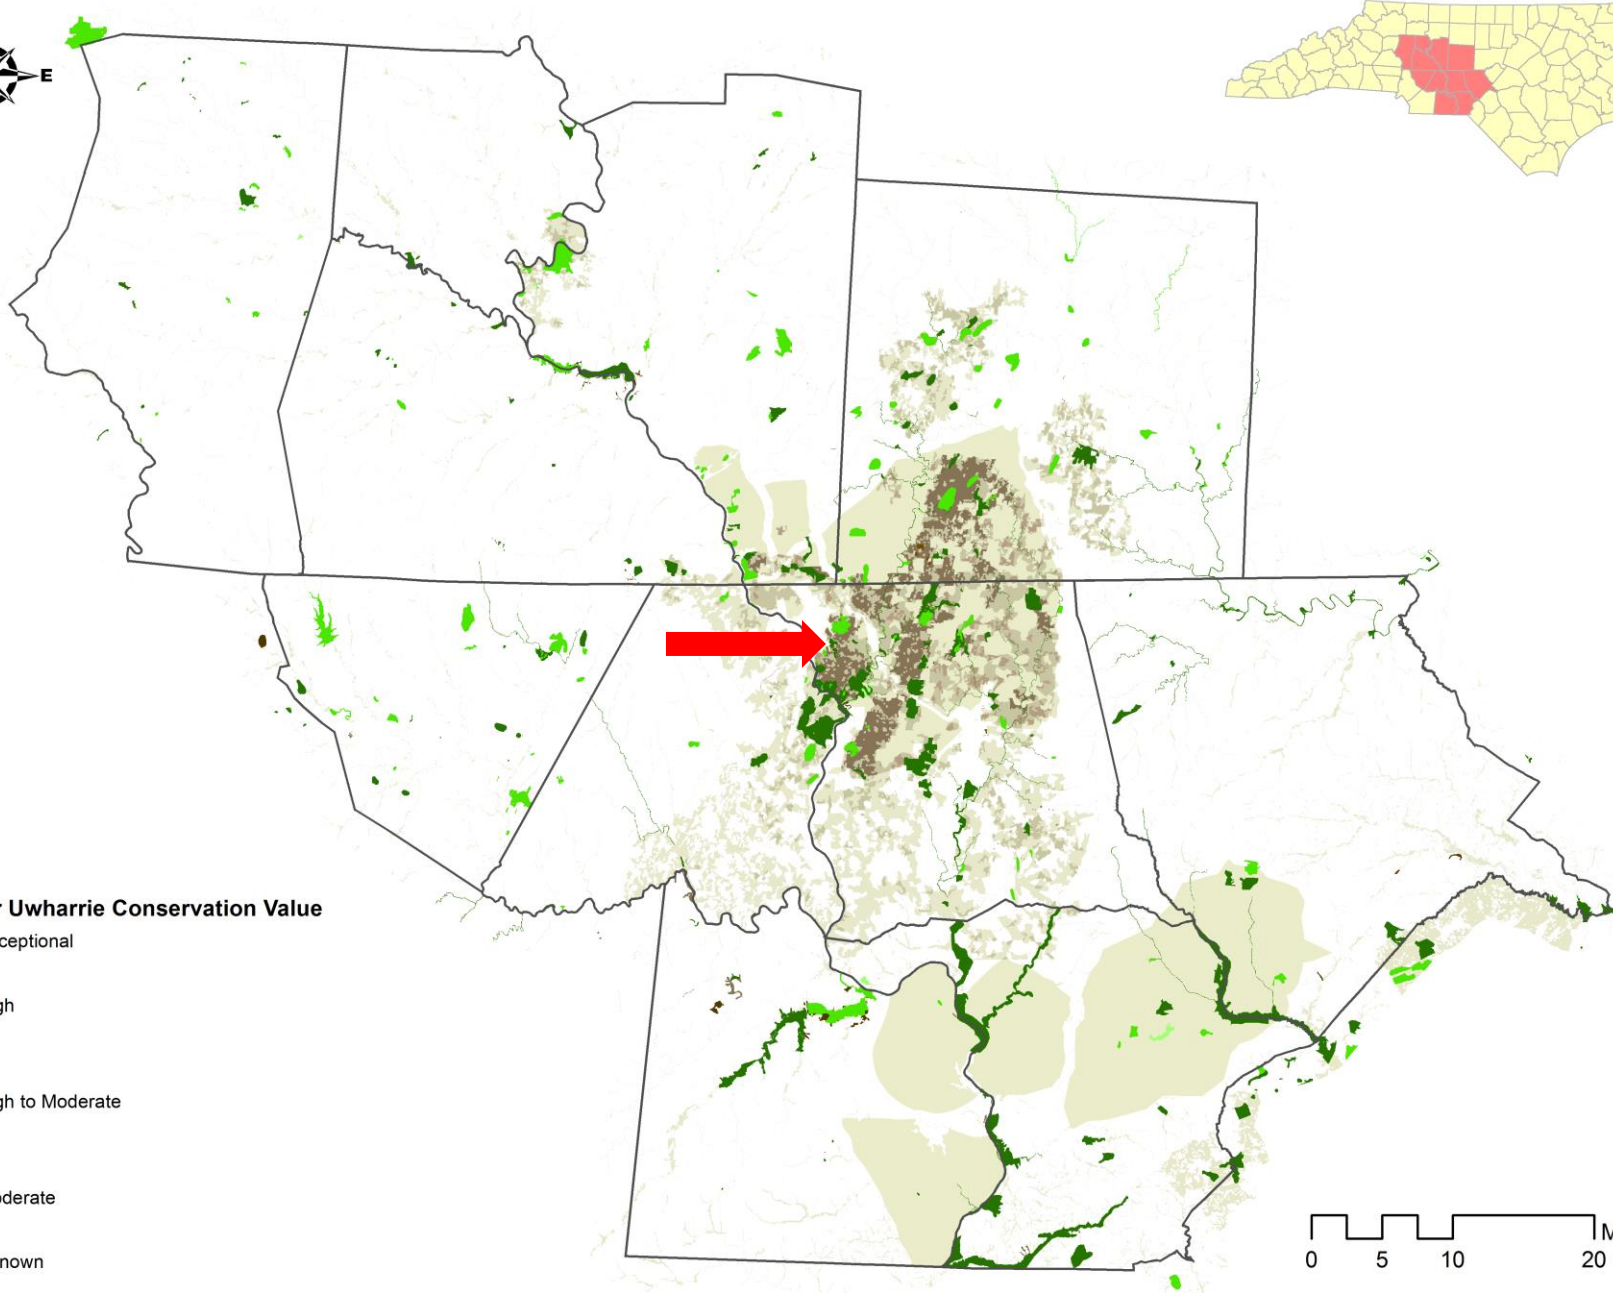 E
r Uwharrie Conservation Value
ceptional
gh
gh to Moderate
oderate
nown
M
0 5 10 20